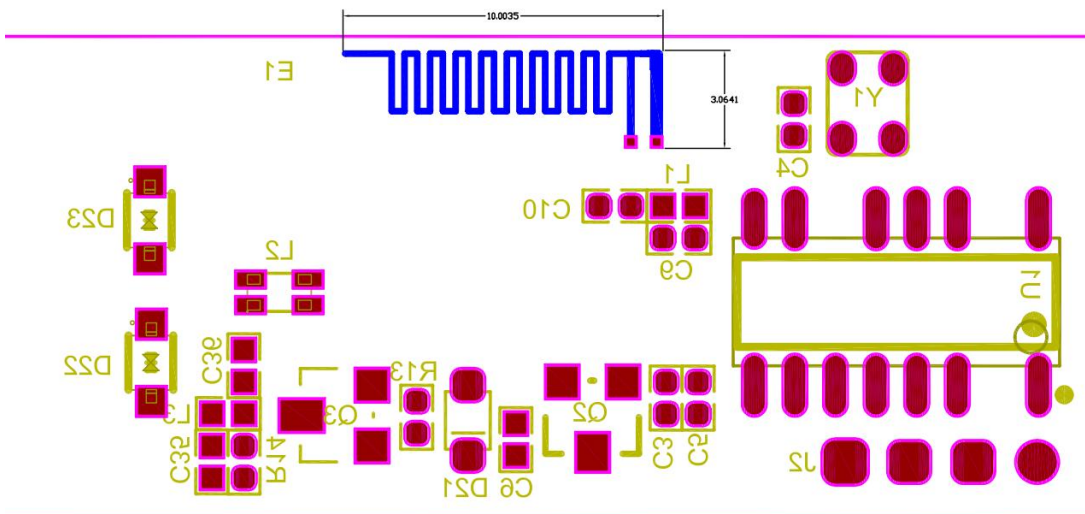 10.0035
E1
3.0641
Y1
C4
L1
C10
C9
D23
L2
U1
D22
C36
R13
L3
Q3
Q2
C35
R14
D21
C6
C3
C5
J2